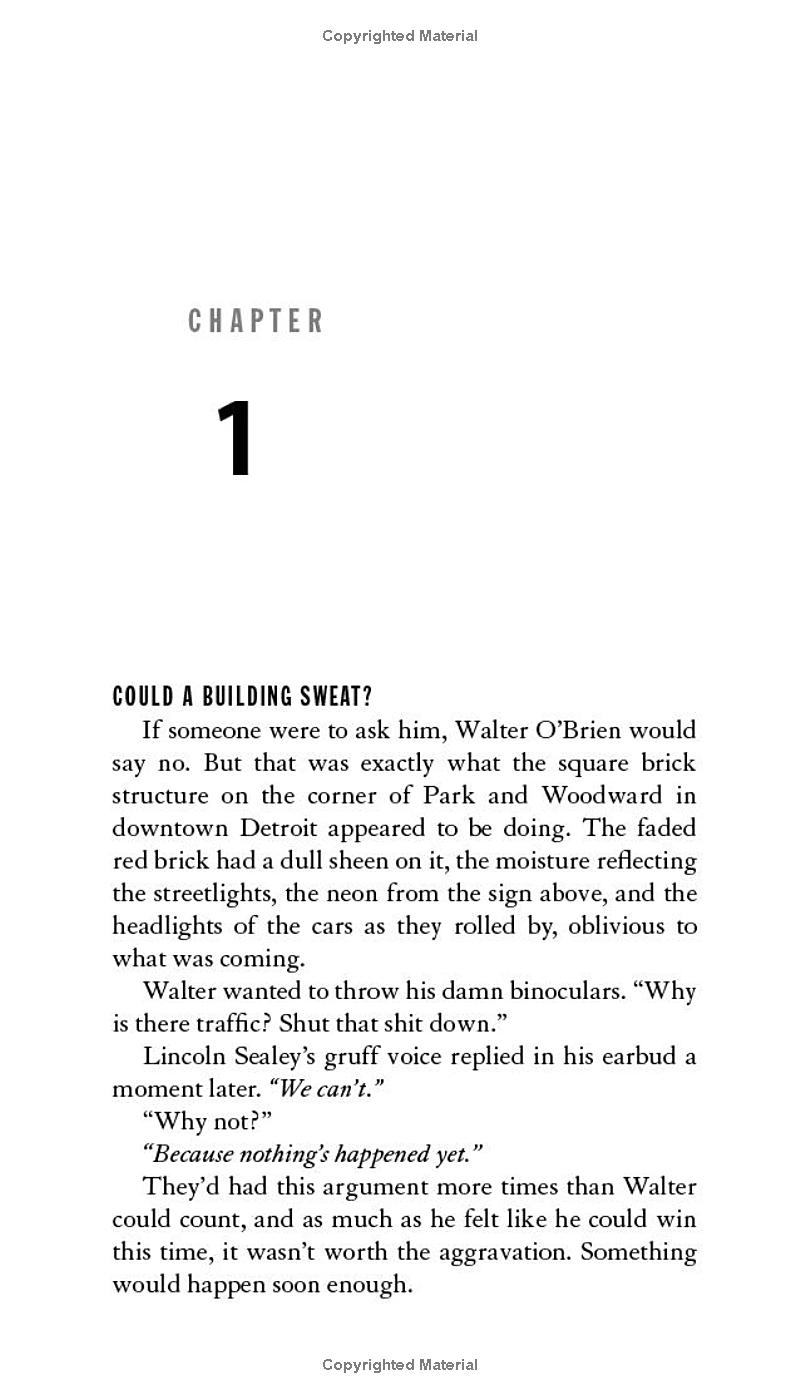 Copyrighted Material
CHAPTER
1
COULD A BUILDING SWEAT?
If someone were to ask him, Walter O’Brien would
say no. But that was exactly what the square brick
structure on the corner of Park and Woodward in
downtown Detroit appeared to be doing. The faded
red brick had a dull sheen on it, the moisture reflecting
the streetlights, the neon from the sign above, and the
headlights of the cars as they rolled by, oblivious to
what was coming.
Walter wanted to throw his damn binoculars. “Why
is there traffic? Shut that shit down.”
Lincoln Sealey’s gruff voice replied in his earbud a
moment later. “We can’t.”
“Why not?”
“Because nothing’s happened yet.”
They’d had this argument more times than Walter
could count, and as much as he felt like he could win
this time, it wasn’t worth the aggravation. Something
would happen soon enough.
Copyrighted Material